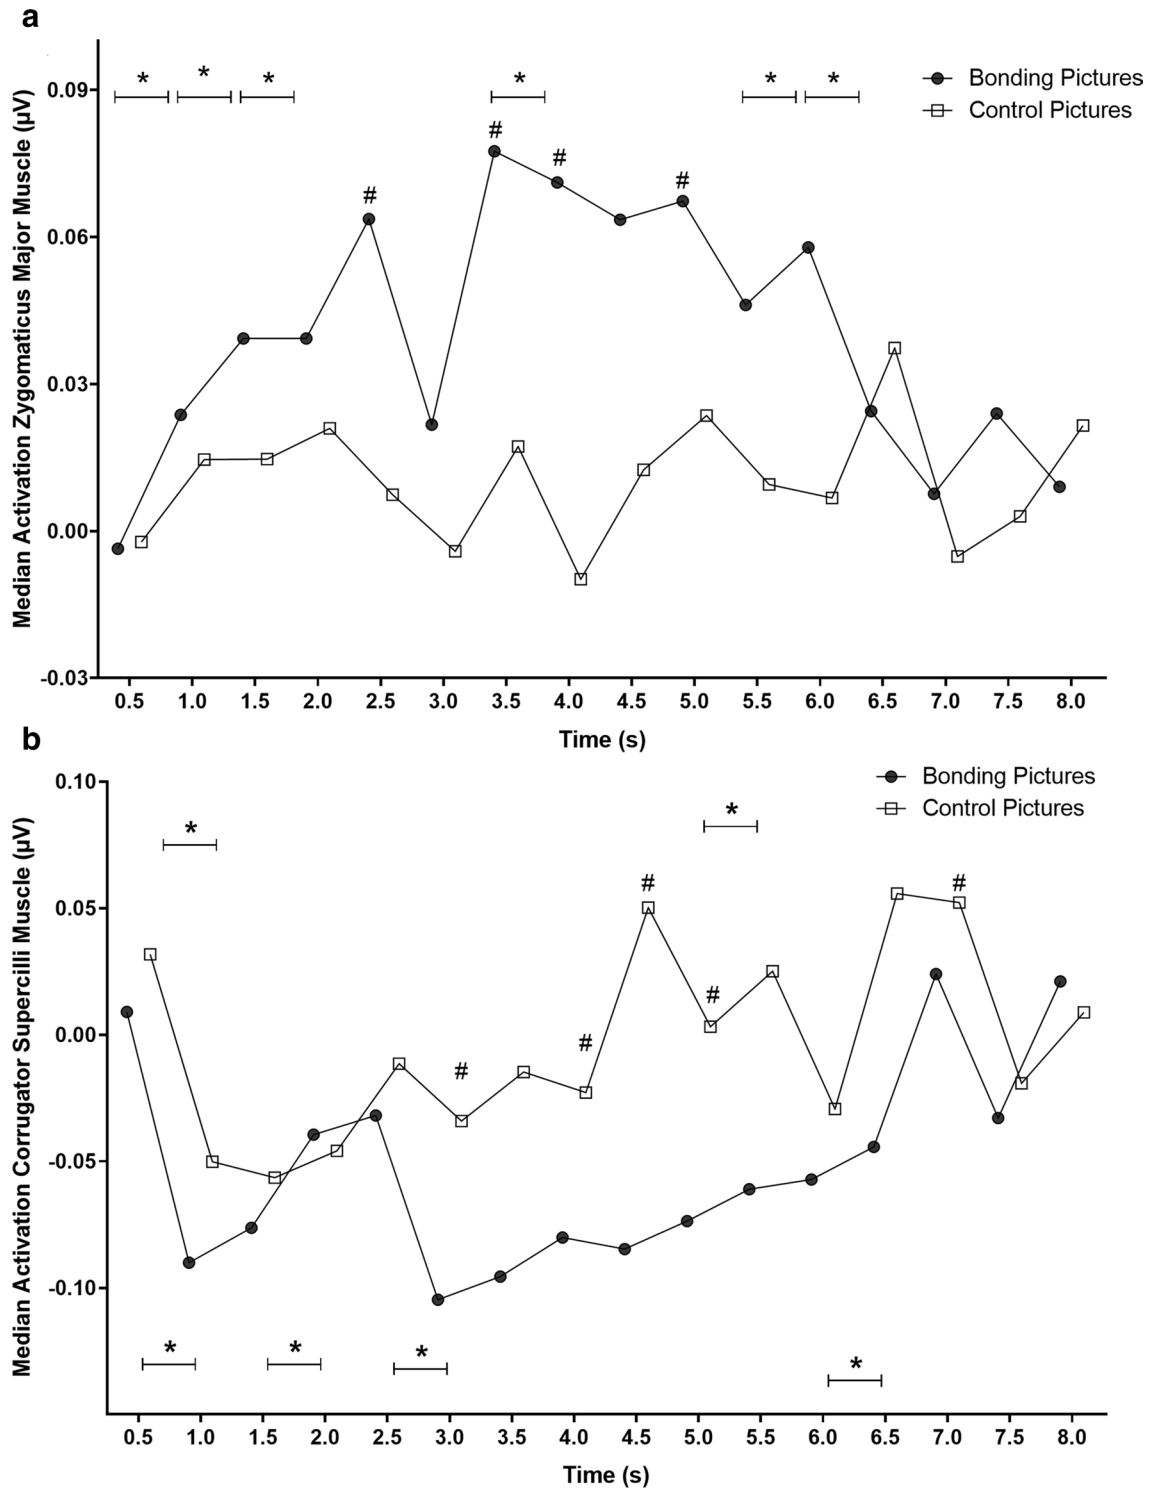 a
* * * * * *
Bonding Pictures
Control Pictures
# # # #
0.09
0.06
0.03
0.00
-0.03
Median Activation Zygomaticus Major Muscle (μV)
0.5 1.0 1.5 2.0 2.5 3.0 3.5 4.0 4.5 5.0 5.5 6.0 6.5 7.0 7.5 8.0
Time (s)
b
Bonding Pictures
Control Pictures
* *
# # # # #
0.10
0.05
0.00
-0.05
-0.10
Median Activation Corrugator Supercilli Muscle (μV)
* * * *
0.5 1.0 1.5 2.0 2.5 3.0 3.5 4.0 4.5 5.0 5.5 6.0 6.5 7.0 7.5 8.0
Time (s)